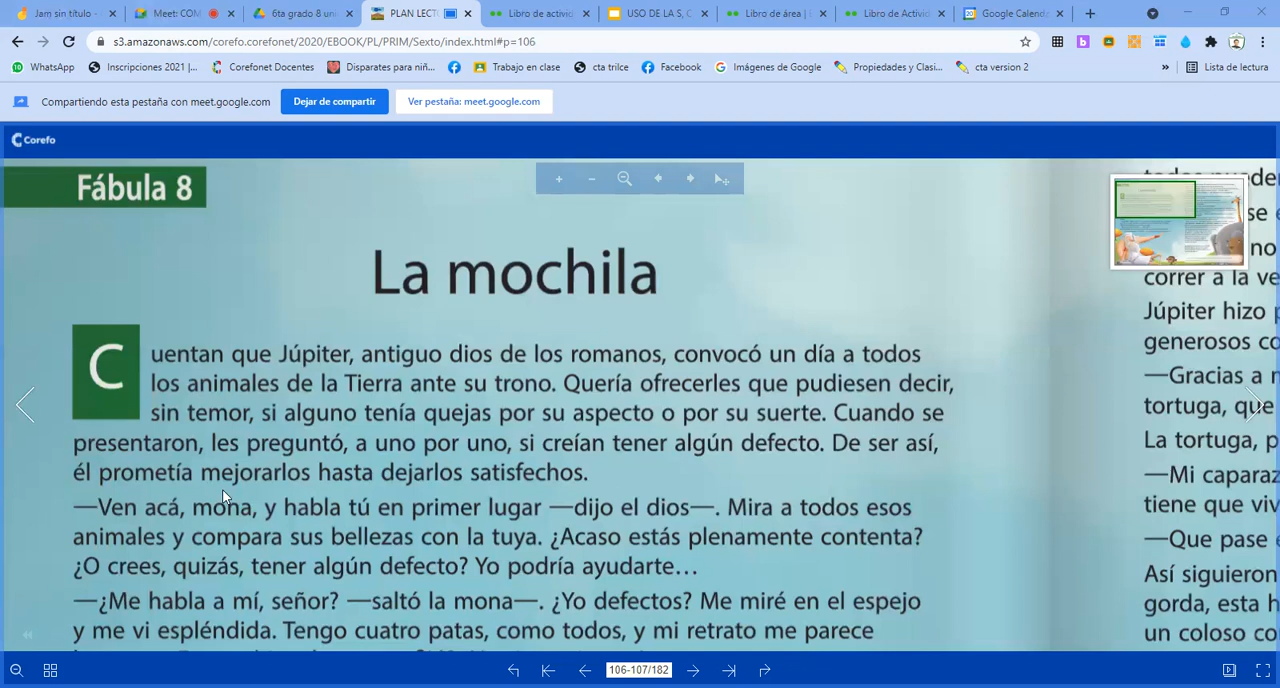 Jam sin título
Meet: COM
6ta grado 8 un
PLAN LECT
Libro de activid
USO DE LA S, C
Libro de área | E
Libro de Activid
Google Calenda
s3.amazonaws.com/corefo.corefonet/2020/EBOOK/PL/PRIM/Sexto/index.html#p=106
WhatsApp
Inscripciones 2021 |...
Corefonet Docentes
Disparates para niñ...
Trabajo en clase
cta trilce
Facebook
Imágenes de Google
Propiedades y Clasi...
cta version 2
»
Lista de lectura
Compartiendo esta pestaña con meet.google.com
Dejar de compartir
Ver pestaña: meet.google.com
Corefo
Fábula 8
La mochila
Cuentan que Júpiter, antiguo dios de los romanos, convocó un día a todos
los animales de la Tierra ante su trono. Quería ofrecerles que pudiesen decir,
sin temor, si alguno tenía quejas por su aspecto o por su suerte. Cuando se
presentaron, les preguntó, a uno por uno, si creían tener algún defecto. De ser así,
él prometía mejorarlos hasta dejarlos satisfechos.
—Ven acá, mona, y habla tú en primer lugar —dijo el dios—. Mira a todos esos
animales y compara sus bellezas con la tuya. ¿Acaso estás plenamente contenta?
¿O crees, quizás, tener algún defecto? Yo podría ayudarte...
—¿Me habla a mí, señor? —saltó la mona—. ¿Yo defectos? Me miré en el espejo
y me vi espléndida. Tengo cuatro patas, como todos, y mi retrato me parece
correr a la ve
Júpiter hizo p
generosos co
—Gracias a
tortuga, que
La tortuga, p
—Mi caparaz
tiene que viv
—Que pase e
Así siguieron
gorda, esta h
un coloso co
106-107/182